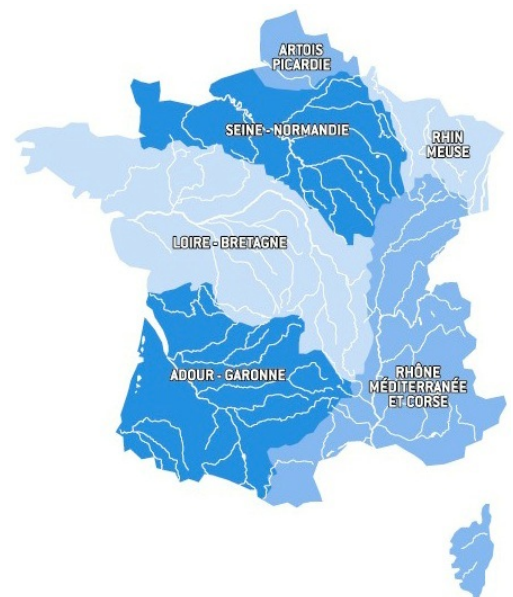 ARTOIS
PICARDIE
SEINE - NORMANDIE
RHIN
MEUSE
LOIRE - BRETAGNE
ADOUR - GARONNE
RHÔNE
MÉDITERRANÉE
ET CORSE